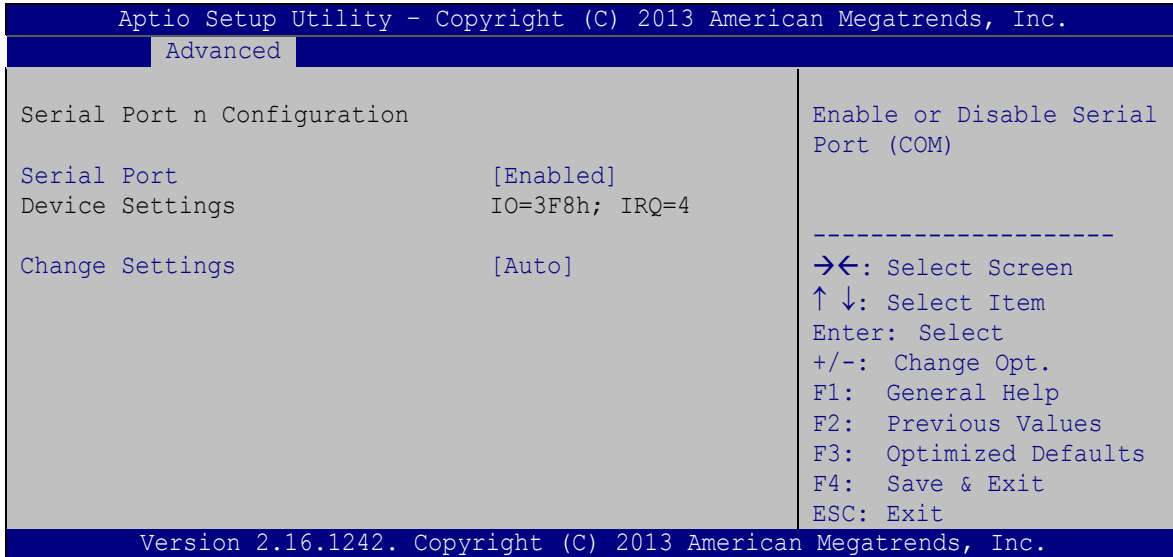 Aptio Setup Utility – Copyright (C) 2013 American Megatrends, Inc.
Advanced
Serial Port n Configuration
Serial Port [Enabled]
Device Settings IO=3F8h; IRQ=4
Change Settings [Auto]
Enable or Disable Serial
Port (COM)
---------------------
→←: Select Screen
↑ ↓: Select Item
Enter: Select
+/-: Change Opt.
F1: General Help
F2: Previous Values
F3: Optimized Defaults
F4: Save & Exit
ESC: Exit
Version 2.16.1242. Copyright (C) 2013 American Megatrends, Inc.